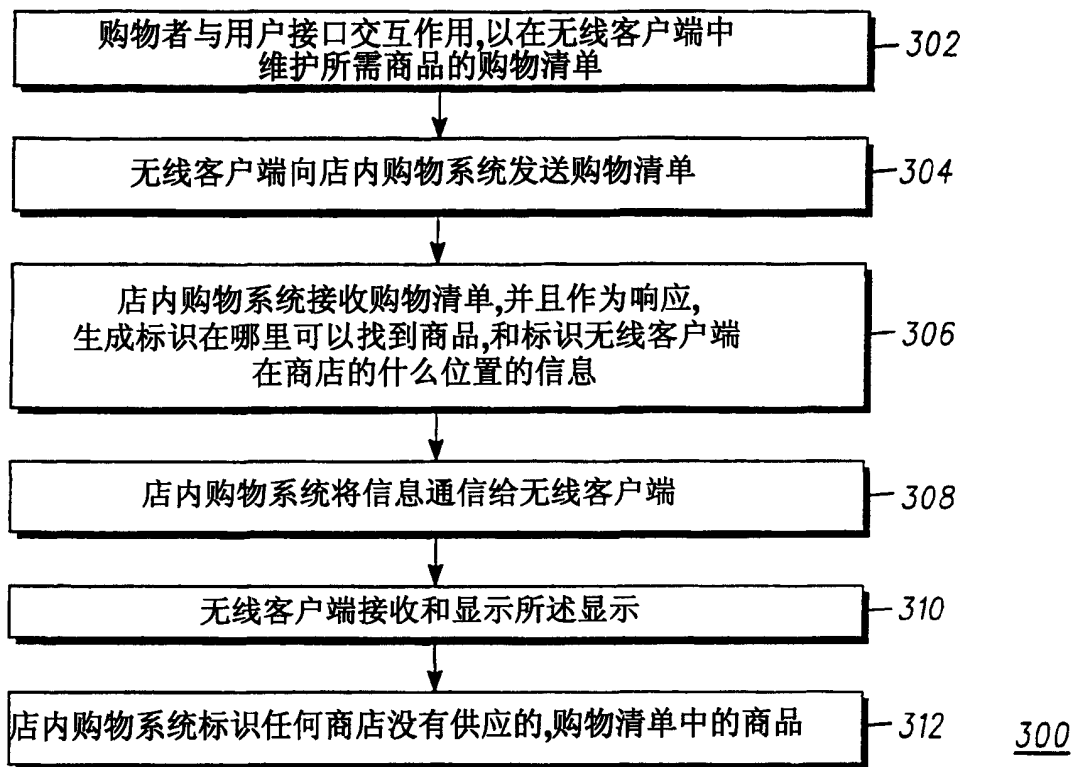 购物者与用户接口交互作用,以在无线客户端中
维护所需商品的购物清单
302
无线客户端向店内购物系统发送购物清单
304
店内购物系统接收购物清单,并且作为响应,
生成标识在哪里可以找到商品,和标识无线客户端
在商店的什么位置的信息
306
店内购物系统将信息通信给无线客户端
308
无线客户端接收和显示所述显示
310
店内购物系统标识任何商店没有供应的,购物清单中的商品
312
300